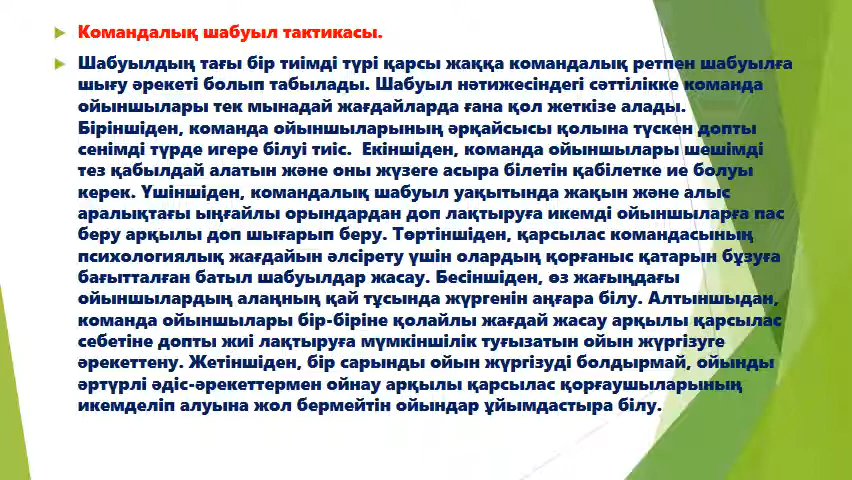 Командалық шабуыл тактикасы.
Шабуылдың тағы бір тиімді түрі қарсы жаққа командалық ретпен шабуылға
шығу әрекеті болып табылады. Шабуыл нәтижесіндегі сәттілікке команда
ойыншылары тек мынадай жағдайларда ғана қол жеткізе алады.
Біріншіден, команда ойыншыларының әрқайсысы қолына түскен допты
сенімді түрде игере білуі тиіс.  Екіншіден, команда ойыншылары шешімді
тез қабылдай алатын және оны жүзеге асыра білетін қабілетке ие болуы
керек. Үшіншіден, командалық шабуыл уақытында жақын және алыс
аралықтағы ыңғайлы орындардан доп лақтыруға икемді ойыншыларға пас
беру арқылы доп шығарып беру. Төртіншіден, қарсылас командасының
психологиялық жағдайын әлсірету үшін олардың қорғаныс қатарын бұзуға
бағытталған батыл шабуылдар жасау. Бесіншіден, өз жағыңдағы
ойыншылардың алаңның қай тұсында жүргенін аңғара білу. Алтыншыдан,
команда ойыншылары бір-біріне қолайлы жағдай жасау арқылы қарсылас
себетіне допты жиі лақтыруға мүмкіншілік туғызатын ойын жүргізуге
әрекеттену. Жетіншіден, бір сарынды ойын жүргізуді болдырмай, ойынды
әртүрлі әдіс-әрекеттермен ойнау арқылы қарсылас қорғаушыларының
икемделіп алуына жол бермейтін ойындар ұйымдастыра білу.